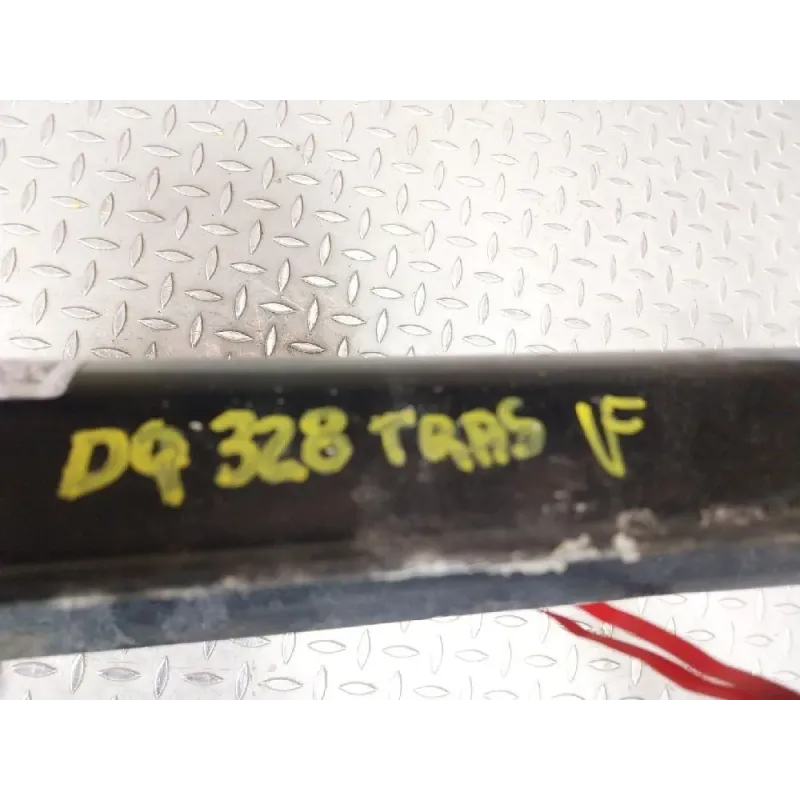 DQ 328 TRAS VF